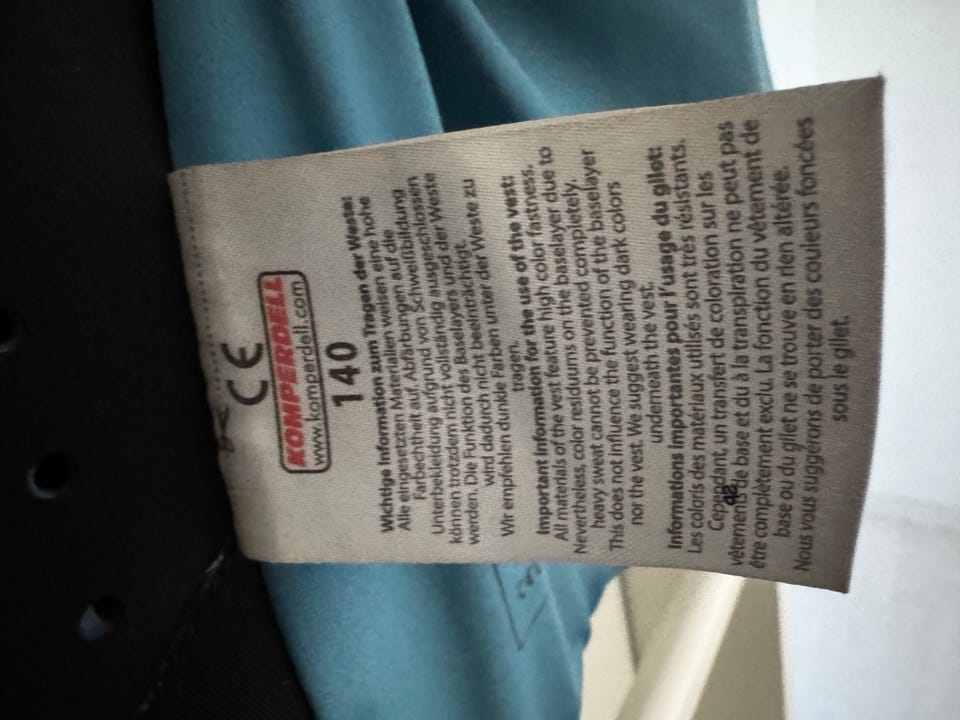 CE
KOMPERDELL
www.komperdell.com
140
Wichtige Information zum Tragen der Weste:
Alle eingesetzten Materialien weisen eine hohe
Farbechtheit auf. Abfärbungen auf die
Unterbekleidung aufgrund von Schweißbildung
können trotzdem nicht vollständig ausgeschlossen
werden. Die Funktion des Baselayers und der Weste
wird dadurch nicht beeinträchtigt.
Wir empfehlen dunkle Farben unter der Weste zu
tragen.
Important Information for the use of the vest:
All materials of the vest feature high color fastness.
Nevertheless, color residuums on the baselayer due to
heavy sweat cannot be prevented completely.
This does not influence the function of the baselayer
nor the vest. We suggest wearing dark colors
underneath the vest.
Informations importantes pour l'usage du gilot:
Les coloris des matériaux utilisés sont trés résistants.
Cependant, un transfert de coloration sur les
vêtements de base et du à la transpiration ne peut pas
être complètement exclu. La fonction du vêtement de
base ou du gilet ne se trouve en rien altérée.
Nous vous suggérons de porter des couleurs foncées
sous le gilet.